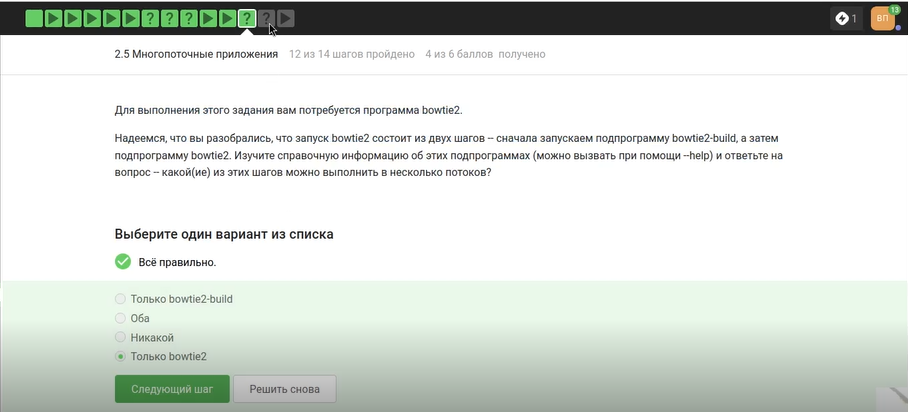 ? ? ? ? ? 1 ВП 13
2.5 Многопоточные приложения 12 из 14 шагов пройдено 4 из 6 баллов получено
Для выполнения этого задания вам потребуется программа bowtie2.
Надеемся, что вы разобрались, что запуск bowtie2 состоит из двух шагов -- сначала запускаем подпрограмму bowtie2-build, а затем
подпрограмму bowtie2. Изучите справочную информацию об этих подпрограммах (можно вызвать при помощи --help) и ответьте на
вопрос -- какой(ие) из этих шагов можно выполнить в несколько потоков?
Выберите один вариант из списка
Всё правильно.
Только bowtie2-build
Оба
Никакой
Только bowtie2
Следующий шаг Решить снова